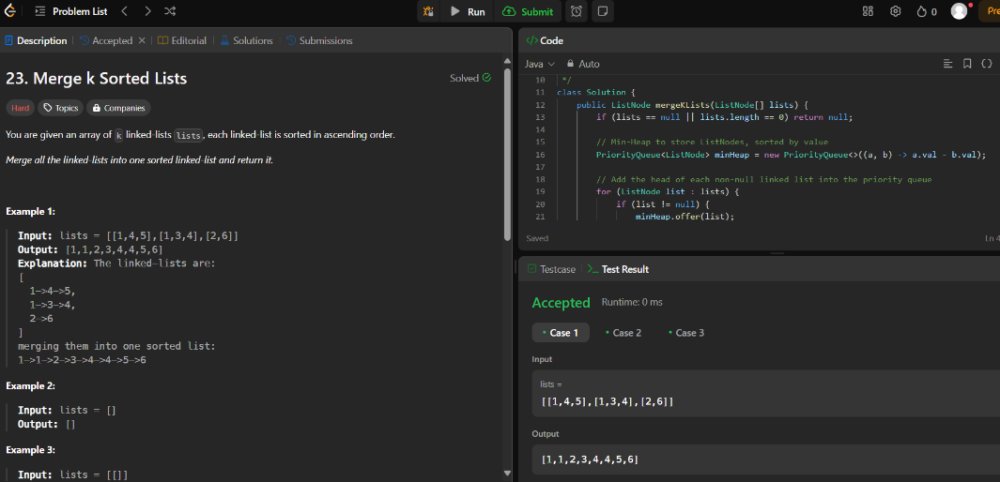 Problem List
Run
Submit
0
Pre
Description
Accepted
Editorial
Solutions
Submissions
23. Merge k Sorted Lists
Solved
Hard
Topics
Companies
You are given an array of k linked-lists lists, each linked-list is sorted in ascending order.
Merge all the linked-lists into one sorted linked-list and return it.
Example 1:
Input: lists = [[1,4,5],[1,3,4],[2,6]]
Output: [1,1,2,3,4,4,5,6]
Explanation: The linked-lists are:
[
  1->4->5,
  1->3->4,
  2->6
]
merging them into one sorted list:
1->1->2->3->4->4->5->6
Example 2:
Input: lists = []
Output: []
Example 3:
Input: lists = [[]]
</> Code
Java
Auto
10 */
11 class Solution {
12     public ListNode mergeKLists(ListNode[] lists) {
13         if (lists == null || lists.length == 0) return null;
14
15         // Min-Heap to store ListNodes, sorted by value
16         PriorityQueue<ListNode> minHeap = new PriorityQueue<>((a, b) -> a.val - b.val);
17
18         // Add the head of each non-null linked list into the priority queue
19         for (ListNode list : lists) {
20             if (list != null) {
21                 minHeap.offer(list);
Saved
Ln 4
Testcase
Test Result
Accepted
Runtime: 0 ms
Case 1
Case 2
Case 3
Input
lists =
[[1,4,5],[1,3,4],[2,6]]
Output
[1,1,2,3,4,4,5,6]